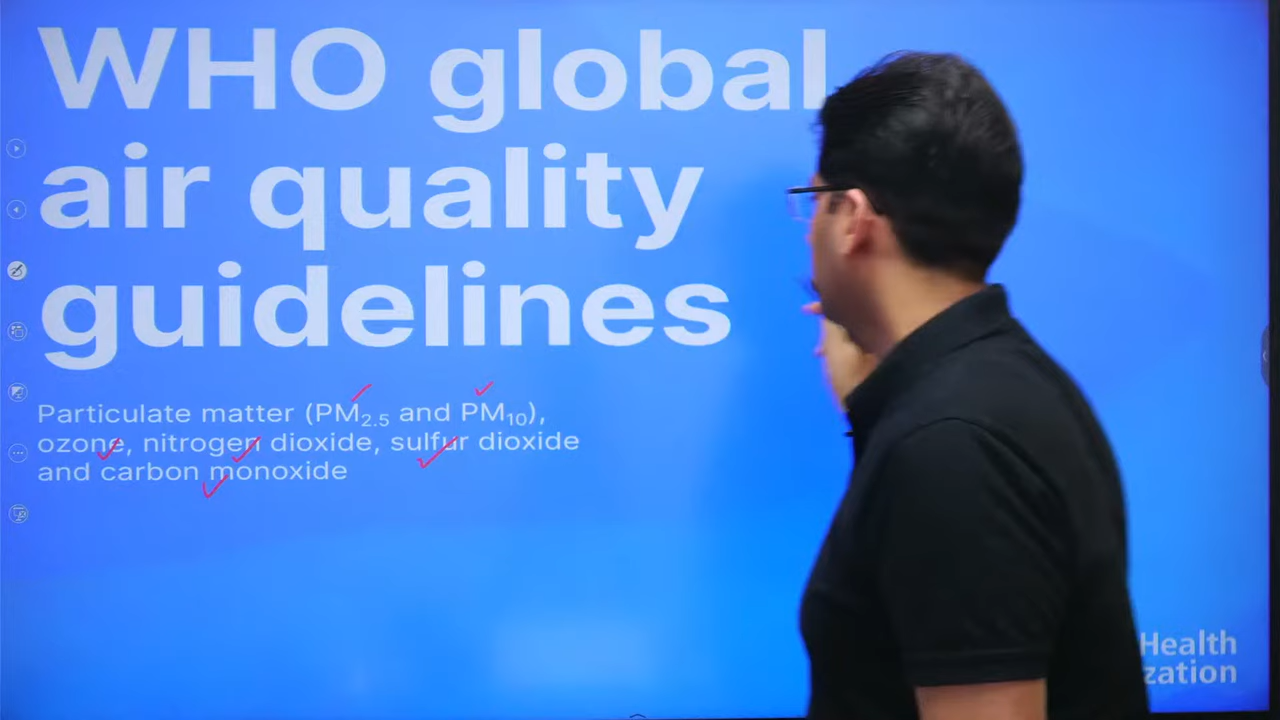 WHO global
air quality
guidelines
Particulate matter (PM2.5 and PM10),
ozone, nitrogen dioxide, sulfur dioxide
and carbon monoxide
Health
zation